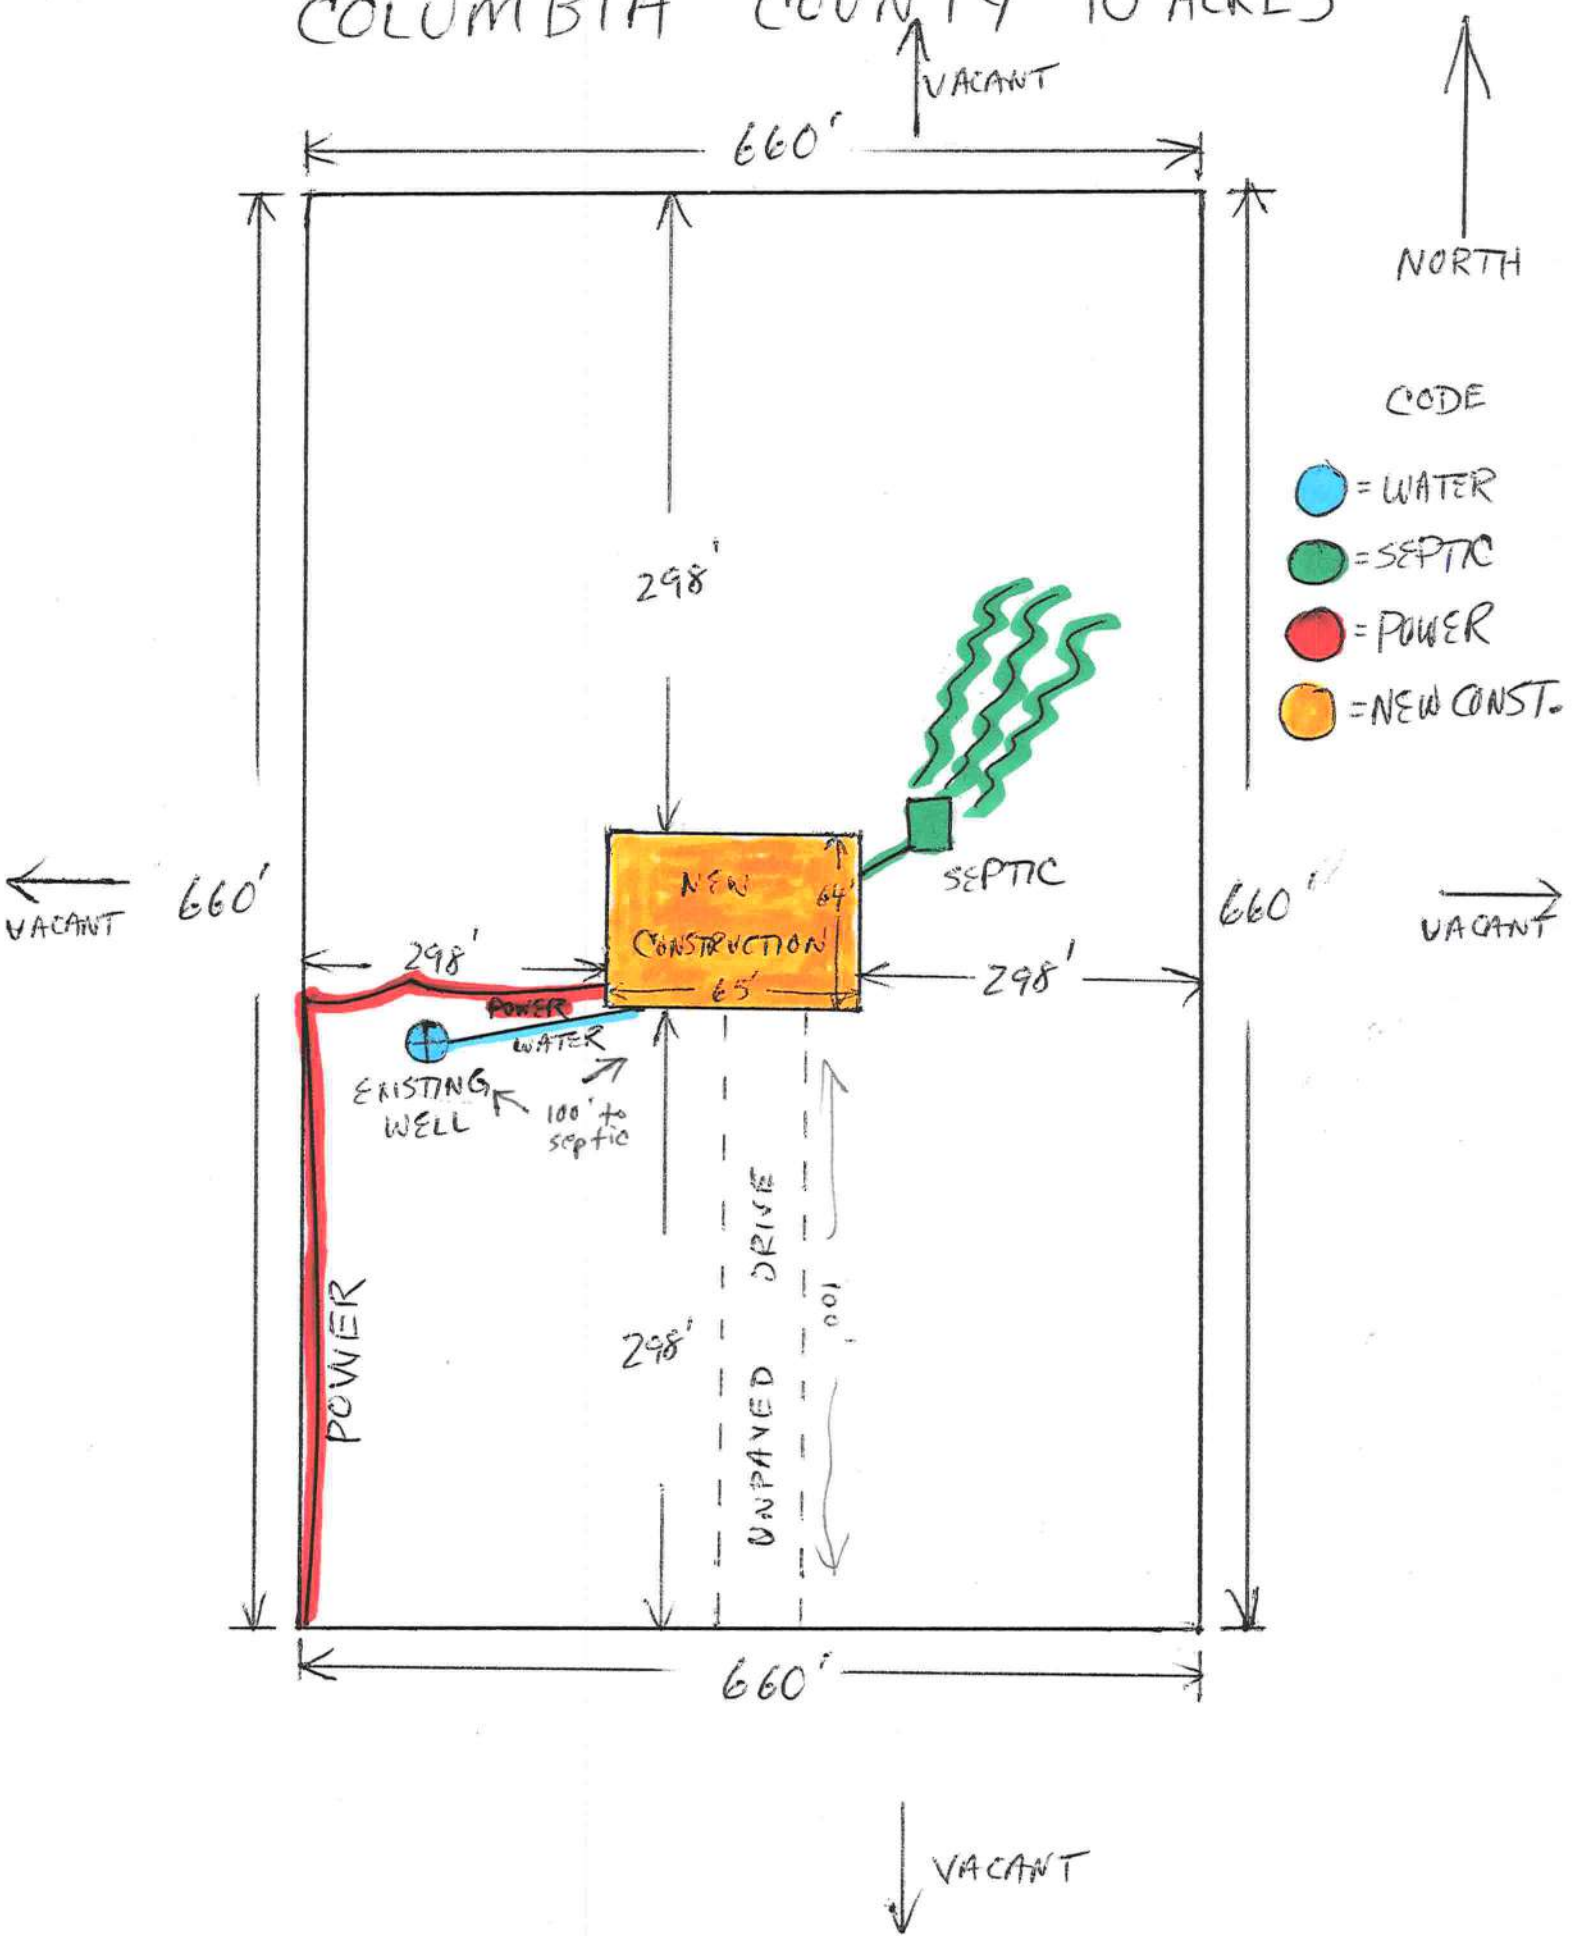 COLUMBIA COUNTY 10 ACRES
VACANT
660'
NORTH
CODE
= WATER
= SEPTIC
= POWER
= NEW CONST.
298'
SEPTIC
NEW
CONSTRUCTION
64'
65'
VACANT
660'
660'
VACANT
298'
298'
POWER
WATER
EXISTING
WELL
100' to
septic
298'
UNPAVED DRIVE
POWER
660'
VACANT